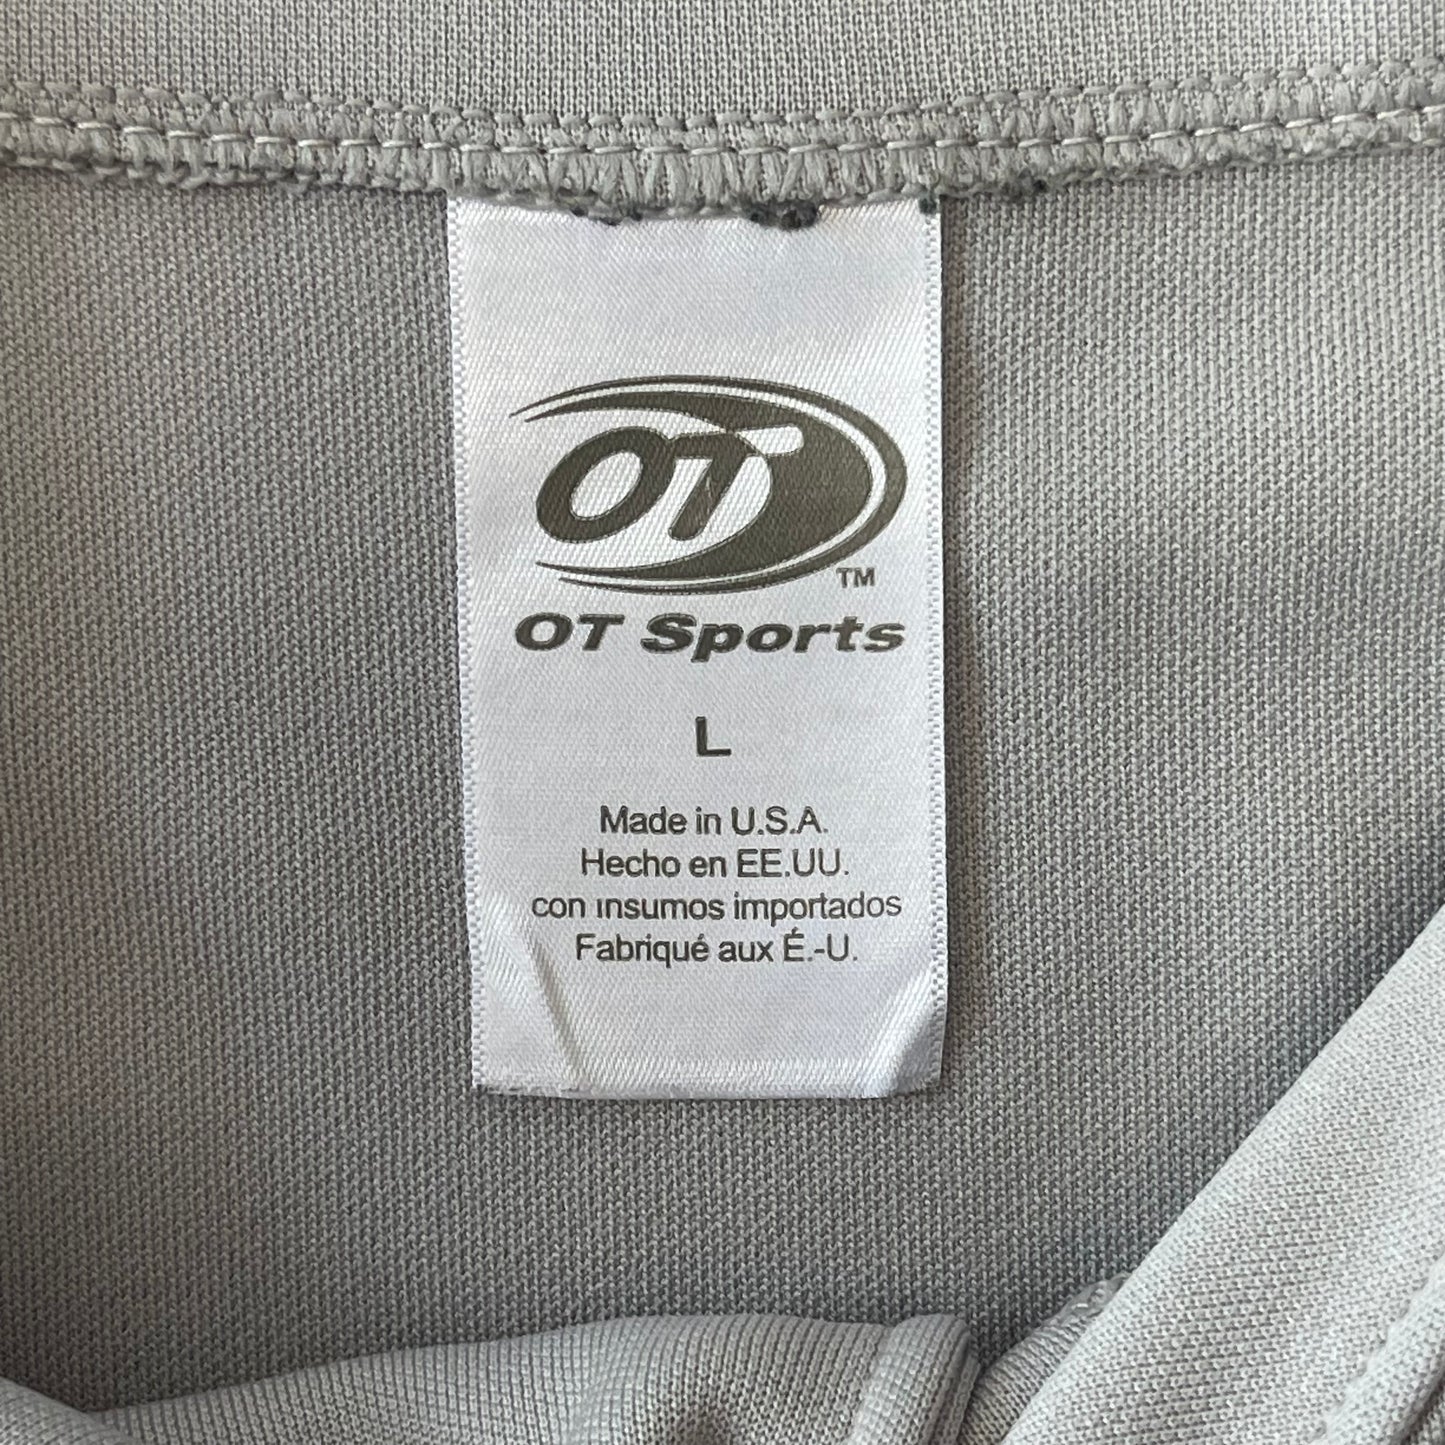 OT
TM
OT Sports
L
Made in U.S.A.
Hecho en EE.UU.
con insumos importados
Fabriqué aux É.-U.